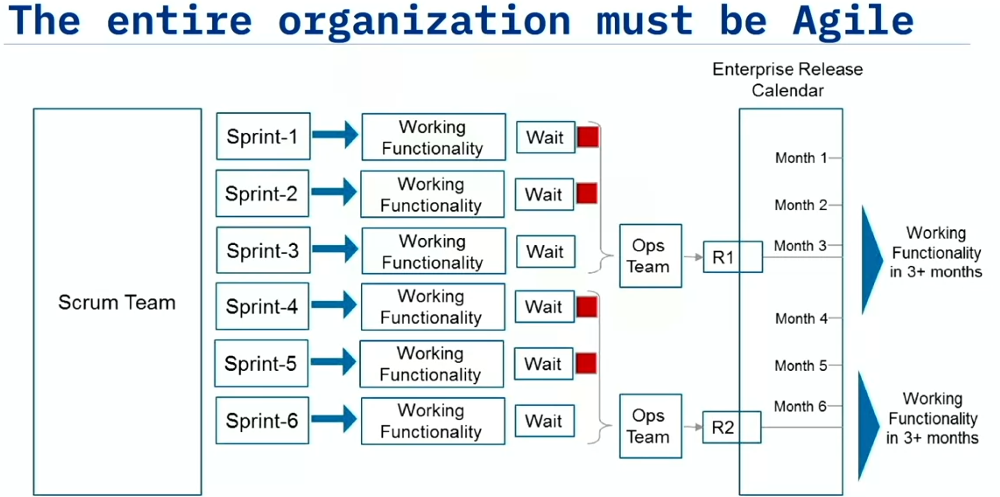 The entire organization must be Agile
Enterprise Release
Calendar
Scrum Team
Sprint-1
Working
Functionality
Wait
Sprint-2
Working
Functionality
Wait
Sprint-3
Working
Functionality
Wait
Sprint-4
Working
Functionality
Wait
Sprint-5
Working
Functionality
Wait
Sprint-6
Working
Functionality
Wait
Ops
Team
R1
Ops
Team
R2
Month 1
Month 2
Month 3
Month 4
Month 5
Month 6
Working
Functionality
in 3+ months
Working
Functionality
in 3+ months